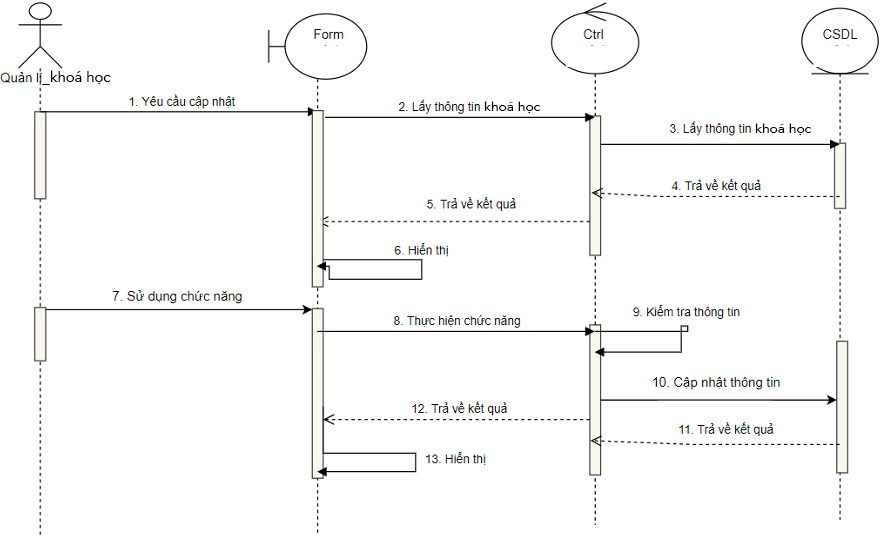 Form
Ctrl
CSDL
Quản lí_khoá học
1. Yêu cầu cập nhật
2. Lấy thông tin khoá học
3. Lấy thông tin khoá học
4. Trả về kết quả
5. Trả về kết quả
6. Hiển thị
7. Sử dụng chức năng
8. Thực hiện chức năng
9. Kiểm tra thông tin
10. Cập nhật thông tin
12. Trả về kết quả
11. Trả về kết quả
13. Hiển thị